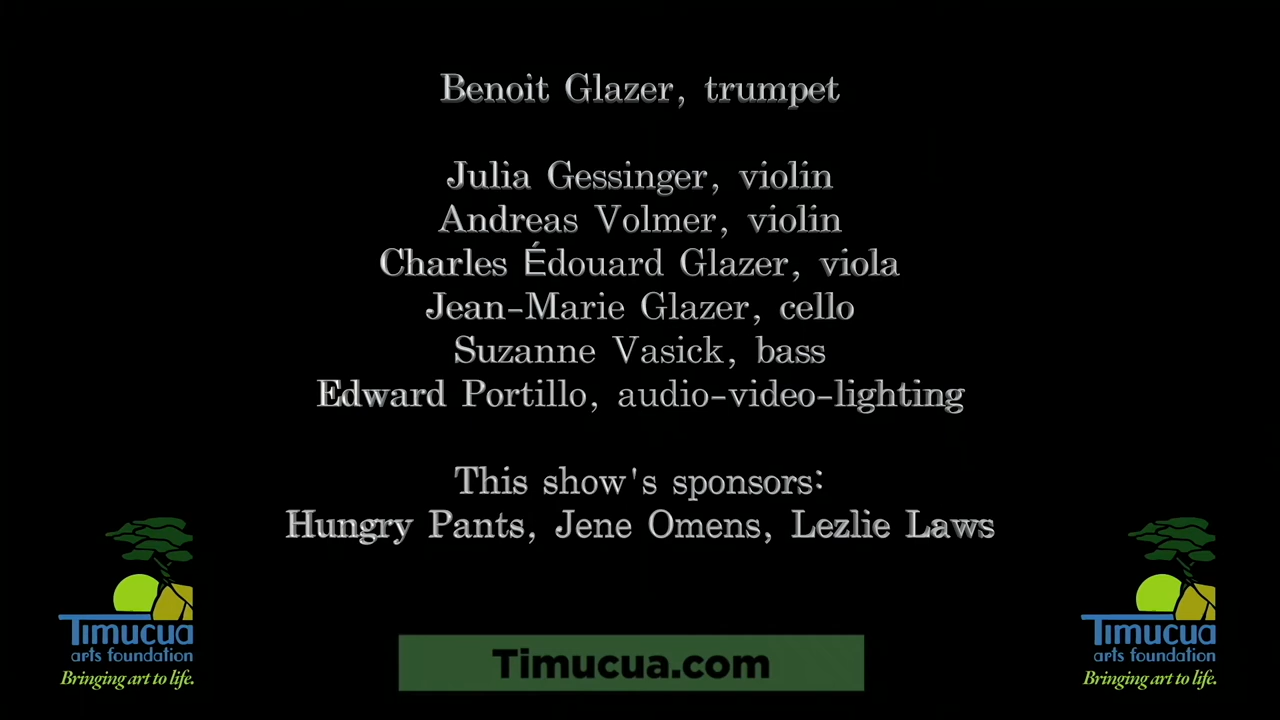 Benoit Glazer, trumpet
Julia Gessinger, violin
Andreas Volmer, violin
Charles Édouard Glazer, viola
Jean-Marie Glazer, cello
Suzanne Vasick, bass
Edward Portillo, audio-video-lighting
This show's sponsors:
Hungry Pants, Jene Omens, Lezlie Laws
Timucua
arts foundation
Bringing art to life.
Timucua.com
Timucua
arts foundation
Bringing art to life.